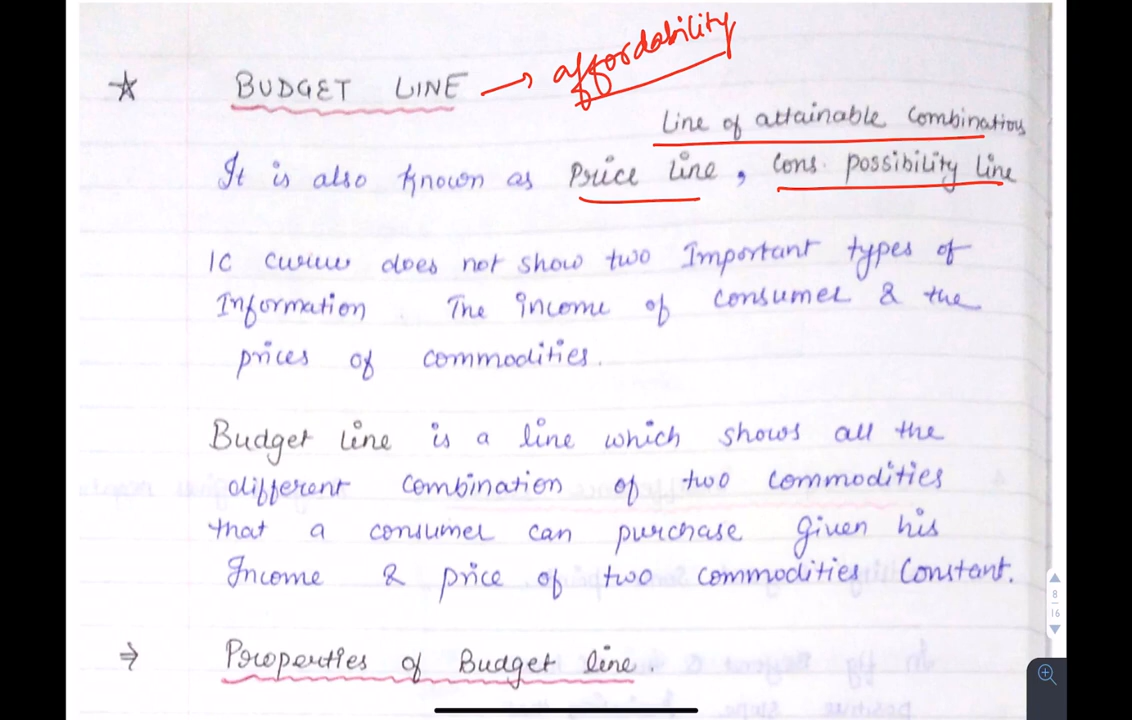 ★ BUDGET LINE → affordability
Line of attainable Combinations
It is also known as Price line, Cons. possibility line
IC curve does not show two Important types of
Information. The income of consumer & the
prices of commodities.
Budget line is a line which shows all the
different combination of two commodities
that a consumer can purchase given his
Income & price of two commodities Constant.
⇒ Properties of Budget line.
8
16